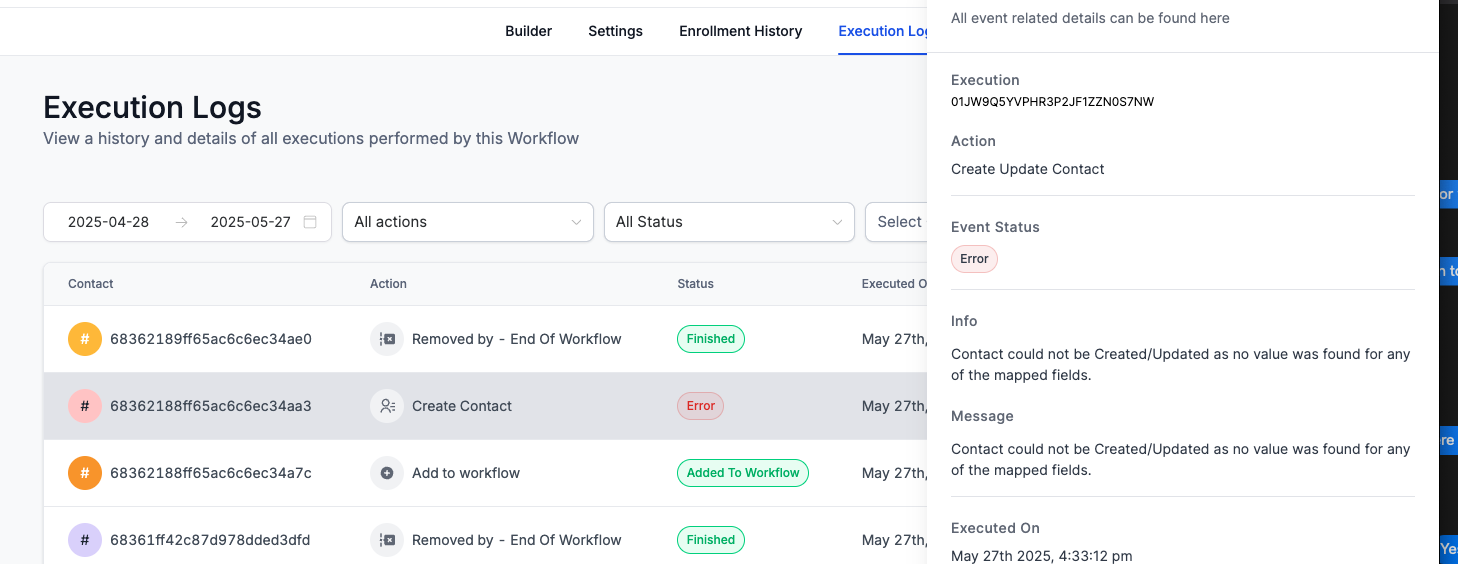 Builder
Settings
Enrollment History
Execution Log
Execution Logs
View a history and details of all executions performed by this Workflow
2025-04-28
2025-05-27
All actions
All Status
Select
Contact
Action
Status
Executed O
#
68362189ff65ac6c6ec34ae0
Removed by - End Of Workflow
Finished
May 27th,
#
68362188ff65ac6c6ec34aa3
Create Contact
Error
May 27th,
#
68362188ff65ac6c6ec34a7c
Add to workflow
Added To Workflow
May 27th,
#
68361ff42c87d978dded3dfd
Removed by - End Of Workflow
Finished
May 27th,
All event related details can be found here
Execution
01JW9Q5YVPHR3P2JF1ZZN0S7NW
Action
Create Update Contact
Event Status
Error
Info
Contact could not be Created/Updated as no value was found for any
of the mapped fields.
Message
Contact could not be Created/Updated as no value was found for any
of the mapped fields.
Executed On
May 27th 2025, 4:33:12 pm
or
n to
ere
Yes